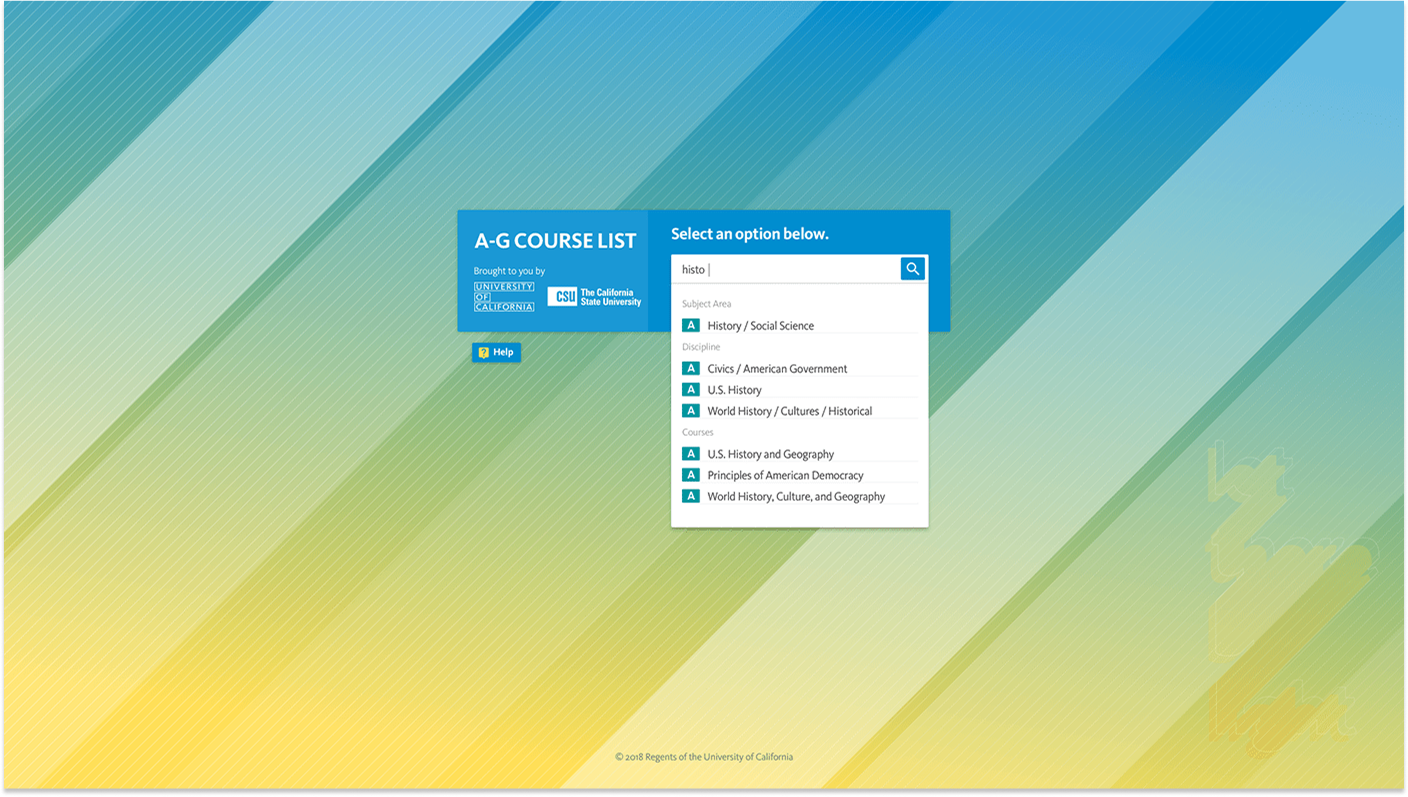 A-G COURSE LIST
Brought to you by
UNIVERSITY
OF
CALIFORNIA
CSU The California
State University
? Help
Select an option below.
histo
Subject Area
A History / Social Science
Discipline
A Civics / American Government
A U.S. History
A World History / Cultures / Historical
Courses
A U.S. History and Geography
A Principles of American Democracy
A World History, Culture, and Geography
let
there
be
light
© 2018 Regents of the University of California